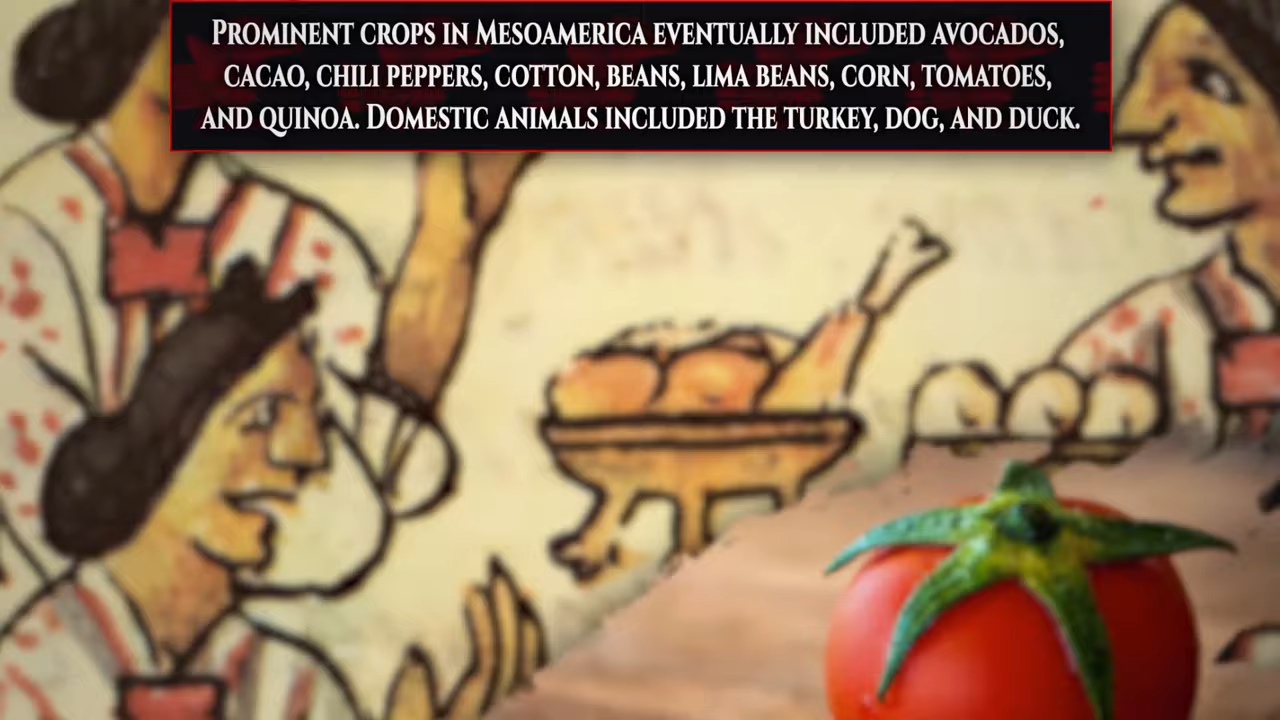 Prominent crops in Mesoamerica eventually included avocados,
cacao, chili peppers, cotton, beans, lima beans, corn, tomatoes,
and quinoa. Domestic animals included the turkey, dog, and duck.